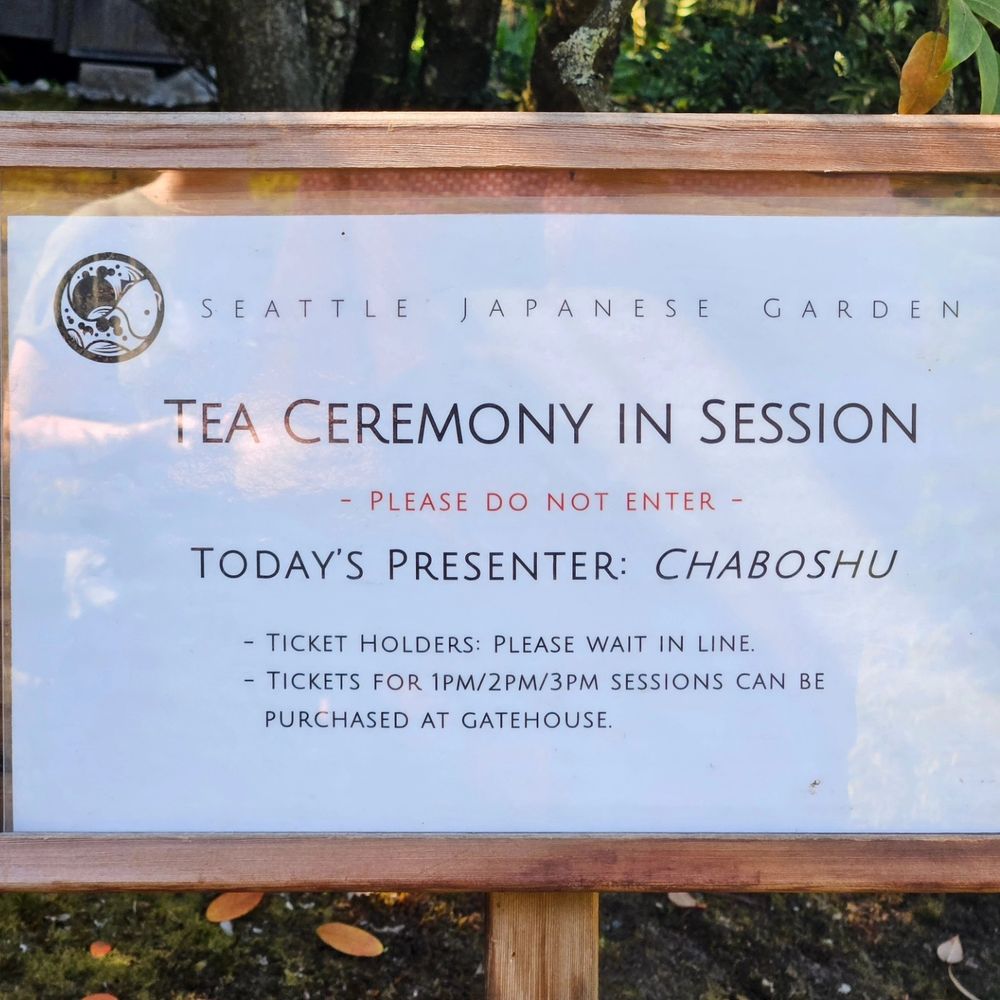 Seattle Japanese Garden
Tea Ceremony in Session
- Please do not enter -
Today's Presenter: Chaboshu
- Ticket Holders: Please wait in line.
- Tickets for 1pm/2pm/3pm sessions can be
purchased at gatehouse.